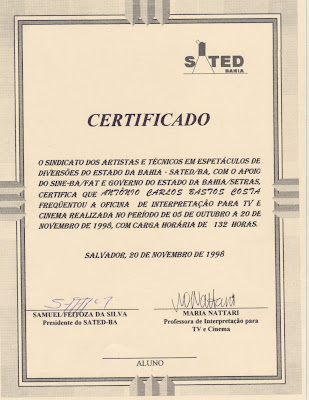 SATED
BAHIA
CERTIFICADO
O SINDICATO DOS ARTISTAS E TÉCNICOS EM ESPETÁCULOS DE
DIVERSÕES DO ESTADO DA BAHIA - SATED/BA, COM O APOIO
DO SINE-BA/FAT E GOVERNO DO ESTADO DA BAHIA/SETRAS,
CERTIFICA QUE ANTÔNIO CARLOS BASTOS COSTA
FREQÜENTOU A OFICINA DE INTERPRETAÇÃO PARA TV E
CINEMA REALIZADA NO PERÍODO DE 05 DE OUTUBRO A 20 DE
NOVEMBRO DE 1998, COM CARGA HORÁRIA DE 132 HORAS.
SALVADOR, 20 DE NOVEMBRO DE 1998
SAMUEL FEITOZA DA SILVA
Presidente do SATED-BA
MARIA NATTARI
Professora de Interpretação para
TV e Cinema
ALUNO